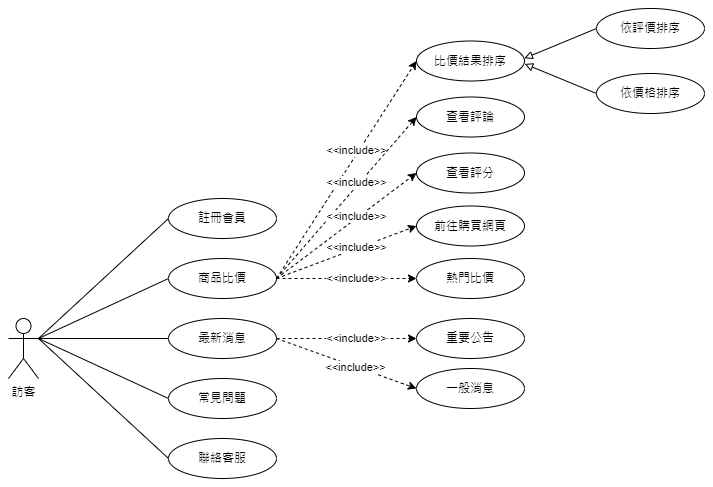 依評價排序
比價結果排序
依價格排序
查看評論
<<include>>
查看評分
<<include>>
註冊會員
<<include>>
前往購買網頁
<<include>>
商品比價
<<include>>
熱門比價
最新消息
<<include>>
重要公告
<<include>>
一般消息
訪客
常見問題
聯絡客服